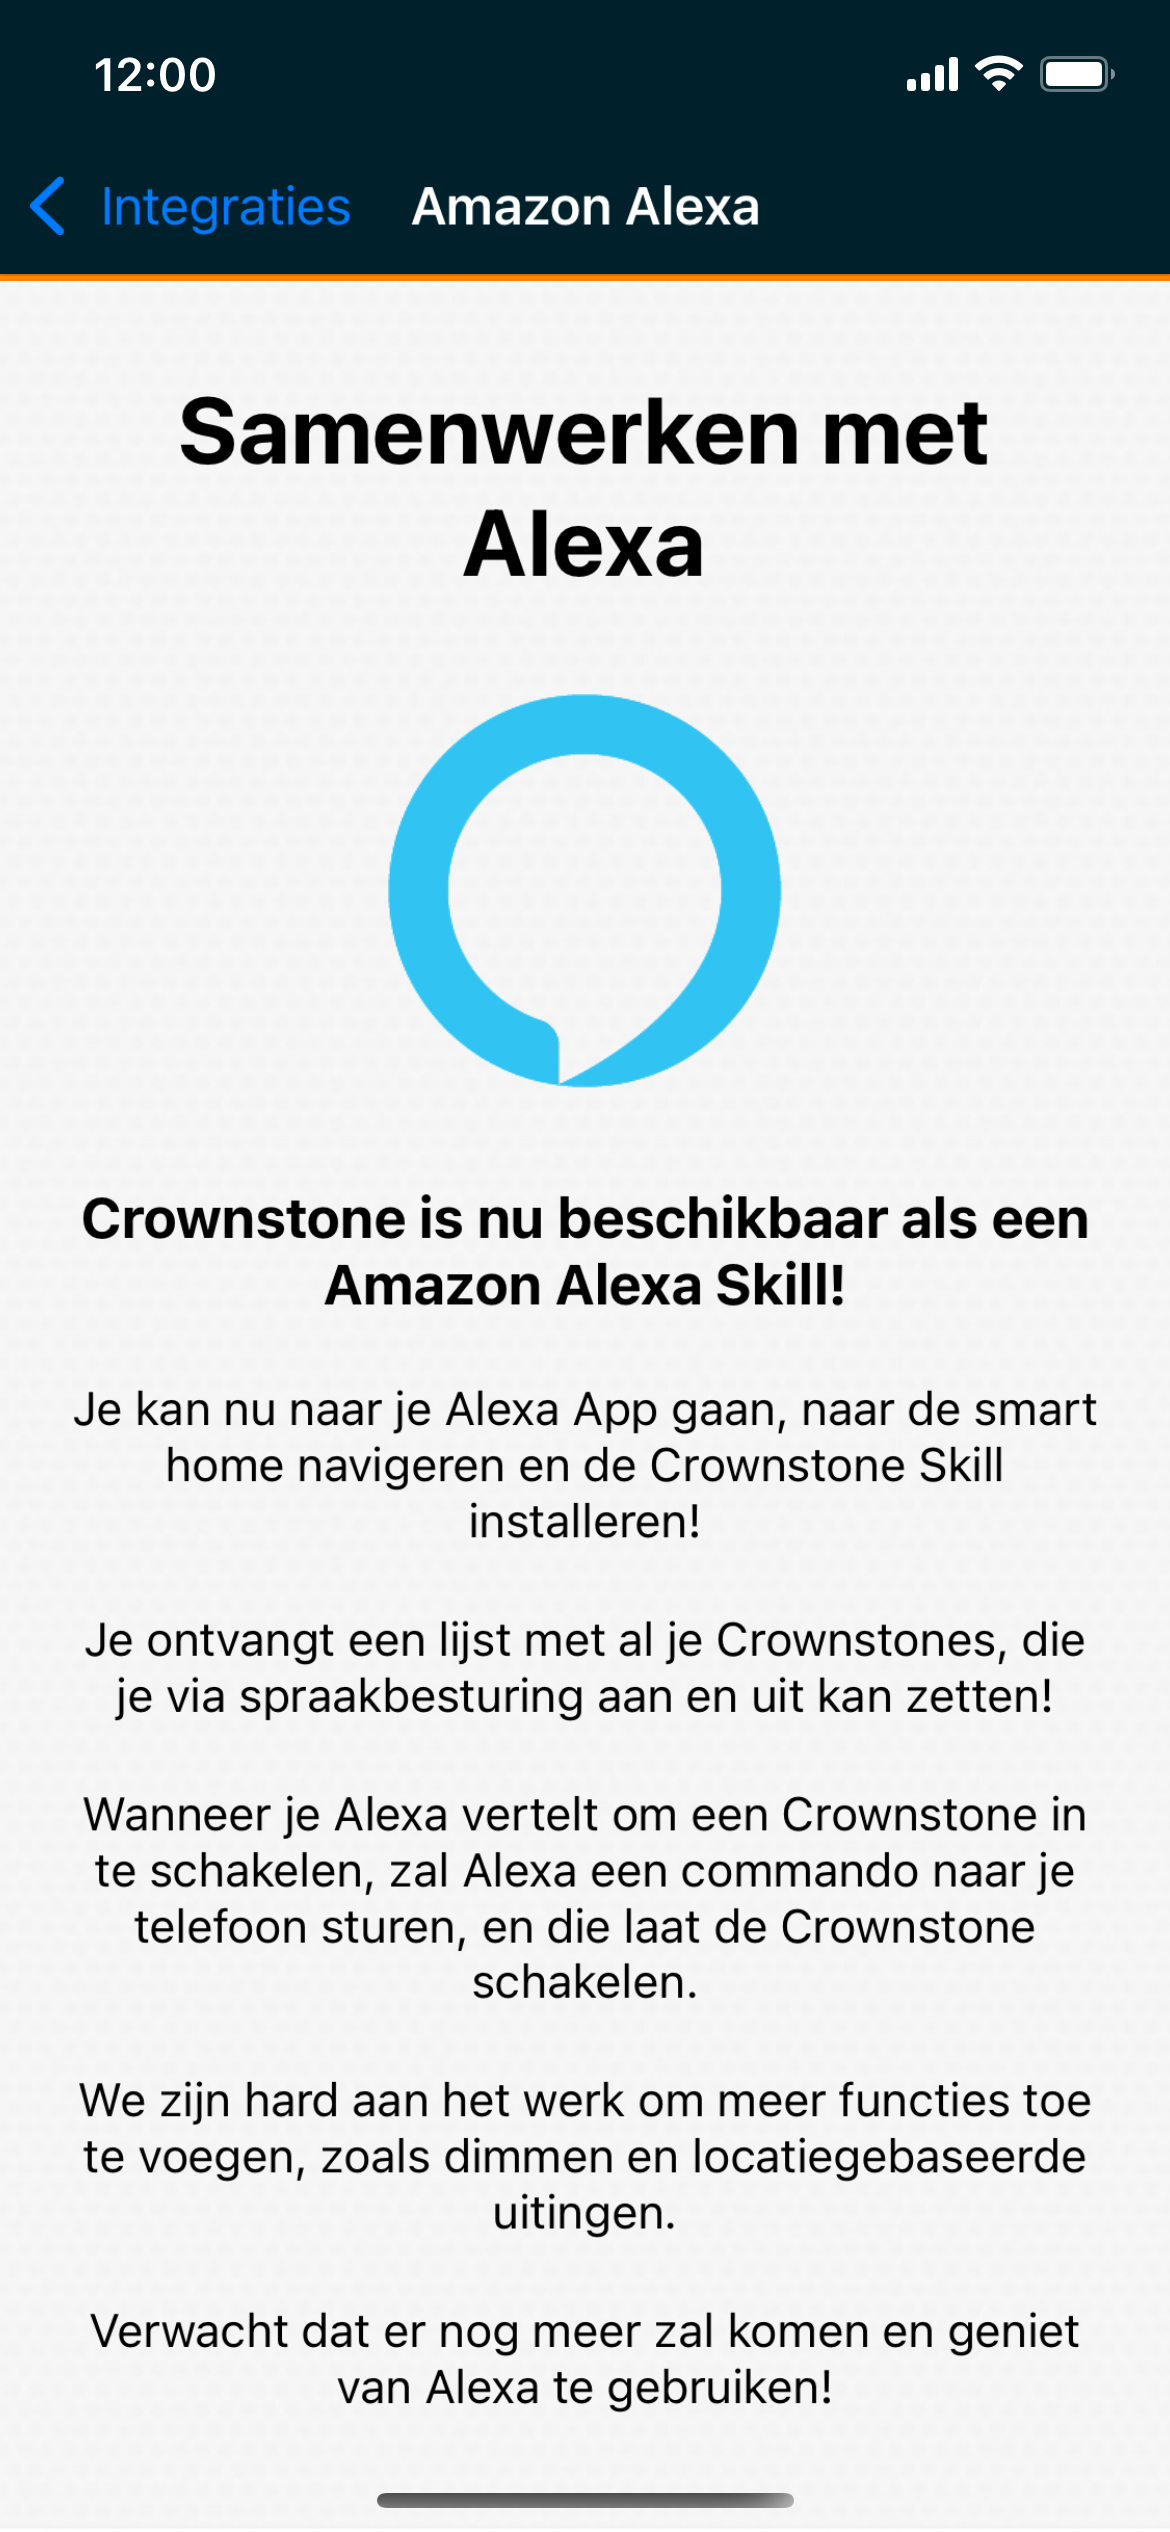 12:00
Integraties
Amazon Alexa
Samenwerken met
Alexa
Crownstone is nu beschikbaar als een
Amazon Alexa Skill!
Je kan nu naar je Alexa App gaan, naar de smart
home navigeren en de Crownstone Skill
installeren!
Je ontvangt een lijst met al je Crownstones, die
je via spraakbesturing aan en uit kan zetten!
Wanneer je Alexa vertelt om een Crownstone in
te schakelen, zal Alexa een commando naar je
telefoon sturen, en die laat de Crownstone
schakelen.
We zijn hard aan het werk om meer functies toe
te voegen, zoals dimmen en locatiegebaseerde
uitingen.
Verwacht dat er nog meer zal komen en geniet
van Alexa te gebruiken!